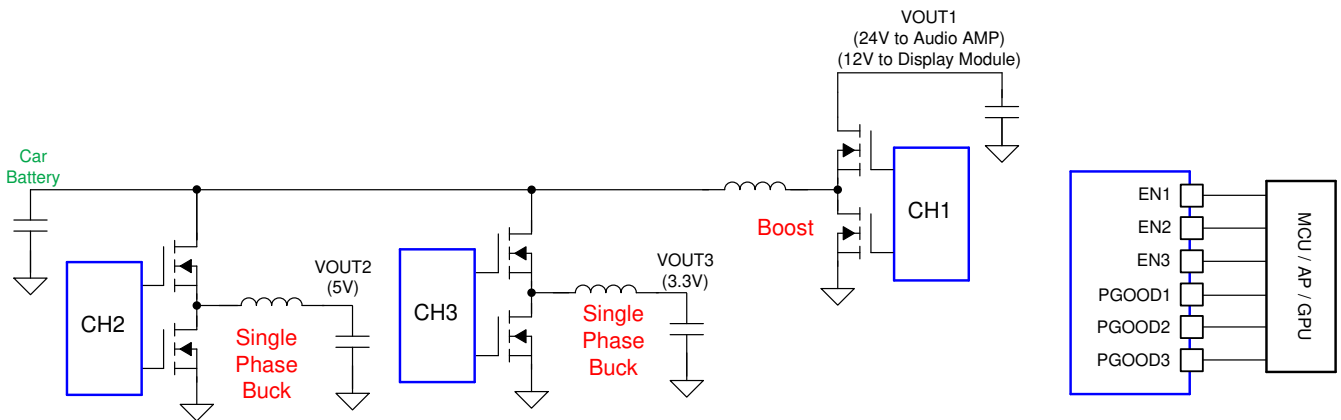 VOUT1
(24V to Audio AMP)
(12V to Display Module)
Car
Battery
CH1
Boost
CH2
VOUT2
(5V)
Single
Phase
Buck
CH3
VOUT3
(3.3V)
Single
Phase
Buck
EN1
EN2
EN3
PGOOD1
PGOOD2
PGOOD3
MCU / AP / GPU